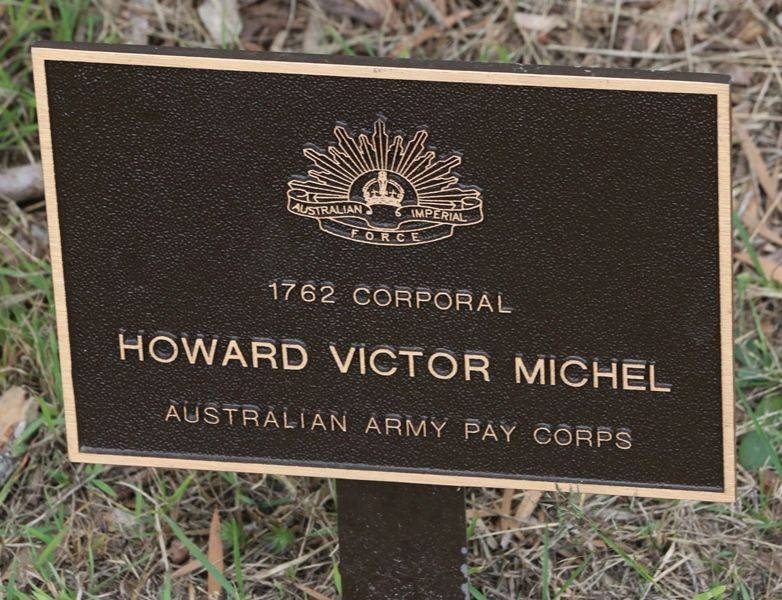 AUSTRALIAN IMPERIAL
FORCE
1762 CORPORAL
HOWARD VICTOR MICHEL
AUSTRALIAN ARMY PAY CORPS